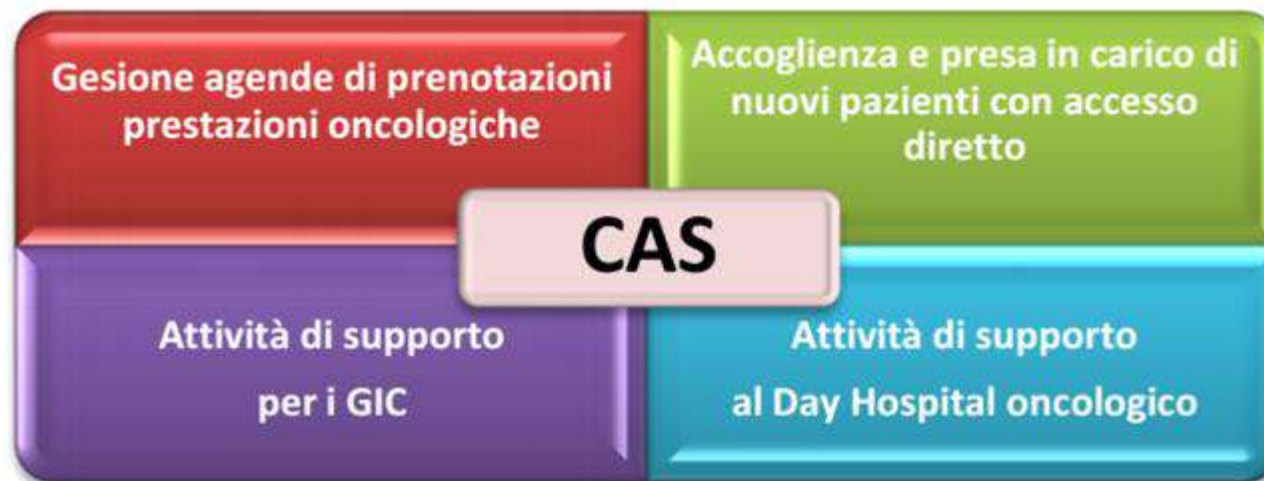 Gesione agende di prenotazioni
prestazioni oncologiche
Accoglienza e presa in carico di
nuovi pazienti con accesso
diretto
CAS
Attività di supporto
per i GIC
Attività di supporto
al Day Hospital oncologico